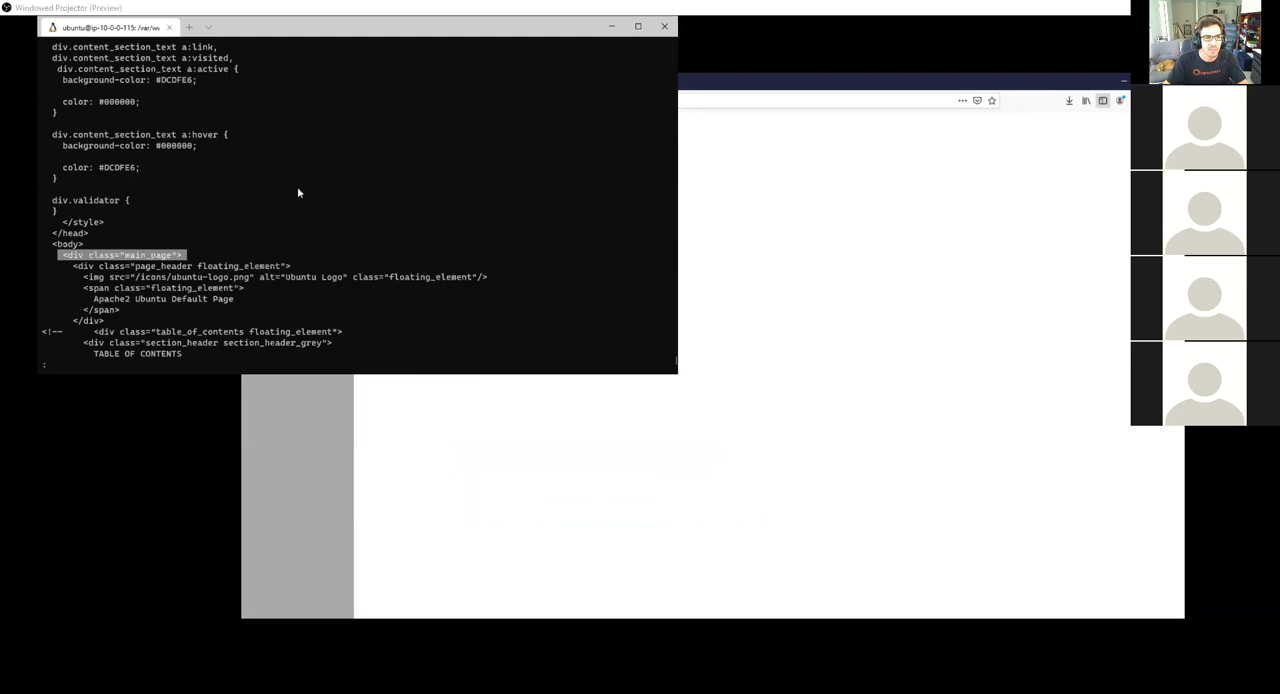 Windowed Projector (Preview)
ubuntu@ip-10-0-0-115: /var/ww
div.content_section_text a:link,
div.content_section_text a:visited,
div.content_section_text a:active {
background-color: #DCDFE6;
color: #000000;
}
div.content_section_text a:hover {
background-color: #000000;
color: #DCDFE6;
}
div.validator {
}
</style>
</head>
<body>
<div class="main_page">
<div class="page_header floating_element">
<img src="/icons/ubuntu-logo.png" alt="Ubuntu Logo" class="floating_element"/>
<span class="floating_element">
Apache2 Ubuntu Default Page
</span>
</div>
<!-- <div class="table_of_contents floating_element">
<div class="section_header section_header_grey">
TABLE OF CONTENTS
: